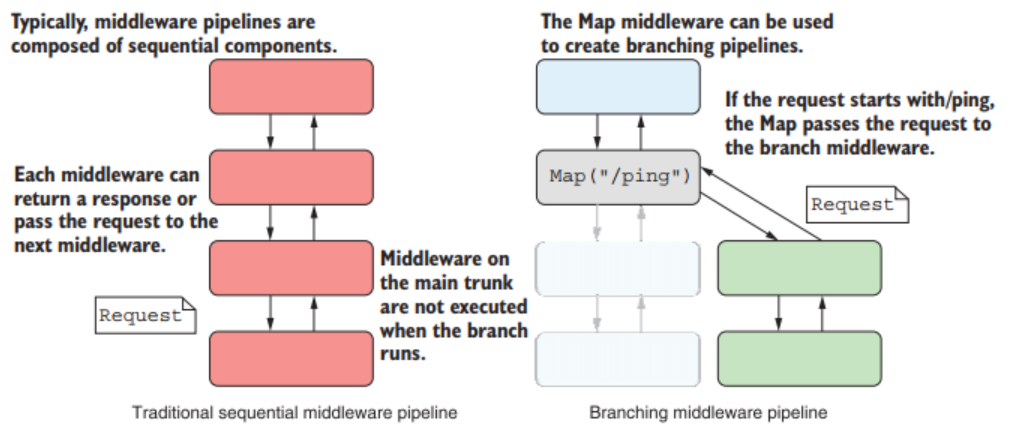 Typically, middleware pipelines are
composed of sequential components.
The Map middleware can be used
to create branching pipelines.
If the request starts with/ping,
the Map passes the request to
the branch middleware.
Each middleware can
return a response or
pass the request to the
next middleware.
Map("/ping")
Request
Middleware on
the main trunk
are not executed
when the branch
runs.
Request
Traditional sequential middleware pipeline
Branching middleware pipeline